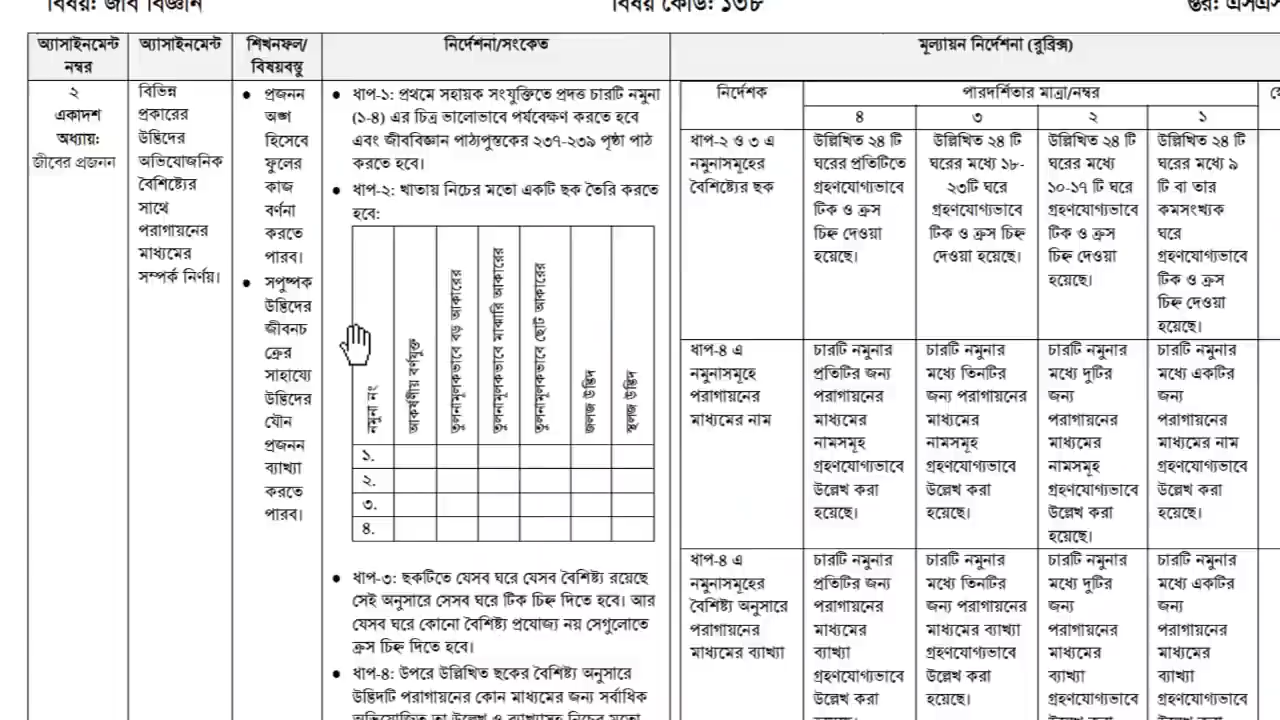 বিষয়: জীব বিজ্ঞান
বিষয় কোড: ১৩৮
স্তর: এসএস
অ্যাসাইনমেন্ট
নম্বর
অ্যাসাইনমেন্ট
শিখনফল/
বিষয়বস্তু
নির্দেশনা/সংকেত
মূল্যায়ন নির্দেশনা (রুব্রিক্স)
২
একাদশ
অধ্যায়:
জীবের প্রজনন
বিভিন্ন
প্রকারের
উদ্ভিদের
অভিযোজনিক
বৈশিষ্ট্যের
সাথে
পরাগায়নের
মাধ্যমের
সম্পর্ক নির্ণয়।
● প্রজনন
অঙ্গ
হিসেবে
ফুলের
কাজ
বর্ণনা
করতে
পারব।
● সপুষ্পক
উদ্ভিদের
জীবনচ
ক্রের
সাহায্যে
উদ্ভিদের
যৌন
প্রজনন
ব্যাখ্যা
করতে
পারব।
● ধাপ-১: প্রথমে সহায়ক সংযুক্তিতে প্রদত্ত চারটি নমুনা
(১-৪) এর চিত্র ভালোভাবে পর্যবেক্ষণ করতে হবে
এবং জীববিজ্ঞান পাঠ্যপুস্তকের ২৩৭-২৩৯ পৃষ্ঠা পাঠ
করতে হবে।
● ধাপ-২: খাতায় নিচের মতো একটি ছক তৈরি করতে
হবে:
নমুনা নং
আকর্ষণীয় বর্ণযুক্ত
তুলনামূলকভাবে বড় আকারের
তুলনামূলকভাবে মাঝারি আকারের
তুলনামূলকভাবে ছোট আকারের
জলজ উদ্ভিদ
স্থলজ উদ্ভিদ
১.
২.
৩.
৪.
● ধাপ-৩: ছকটিতে যেসব ঘরে যেসব বৈশিষ্ট্য রয়েছে
সেই অনুসারে সেসব ঘরে টিক চিহ্ন দিতে হবে। আর
যেসব ঘরে কোনো বৈশিষ্ট্য প্রযোজ্য নয় সেগুলোতে
ক্রস চিহ্ন দিতে হবে।
● ধাপ-৪: উপরে উল্লিখিত ছকের বৈশিষ্ট্য অনুসারে
উদ্ভিদটি পরাগায়নের কোন মাধ্যমের জন্য সর্বাধিক
অভিযোজিত তা উল্লেখ ও ব্যাখ্যাসহ নিচের মতো
নির্দেশক
পারদর্শিতার মাত্রা/নম্বর
৪
৩
২
১
ধাপ-২ ও ৩ এ
নমুনাসমূহের
বৈশিষ্ট্যের ছক
উল্লিখিত ২৪ টি
ঘরের প্রতিটিতে
গ্রহণযোগ্যভাবে
টিক ও ক্রস
চিহ্ন দেওয়া
হয়েছে।
উল্লিখিত ২৪ টি
ঘরের মধ্যে ১৮-
২৩টি ঘরে
গ্রহণযোগ্যভাবে
টিক ও ক্রস চিহ্ন
দেওয়া হয়েছে।
উল্লিখিত ২৪ টি
ঘরের মধ্যে
১০-১৭ টি ঘরে
গ্রহণযোগ্যভাবে
টিক ও ক্রস
চিহ্ন দেওয়া
হয়েছে।
উল্লিখিত ২৪ টি
ঘরের মধ্যে ৯
টি বা তার
কমসংখ্যক
ঘরে
গ্রহণযোগ্যভাবে
টিক ও ক্রস
চিহ্ন দেওয়া
হয়েছে।
ধাপ-৪ এ
নমুনাসমূহে
পরাগায়নের
মাধ্যমের নাম
চারটি নমুনার
প্রতিটির জন্য
পরাগায়নের
মাধ্যমের
নামসমূহ
গ্রহণযোগ্যভাবে
উল্লেখ করা
হয়েছে।
চারটি নমুনার
মধ্যে তিনটির
জন্য পরাগায়নের
মাধ্যমের
নামসমূহ
গ্রহণযোগ্যভাবে
উল্লেখ করা
হয়েছে।
চারটি নমুনার
মধ্যে দুটির
জন্য
পরাগায়নের
মাধ্যমের
নামসমূহ
গ্রহণযোগ্যভাবে
উল্লেখ করা
হয়েছে।
চারটি নমুনার
মধ্যে একটির
জন্য
পরাগায়নের
মাধ্যমের নাম
গ্রহণযোগ্যভাবে
উল্লেখ করা
হয়েছে।
ধাপ-৪ এ
নমুনাসমূহের
বৈশিষ্ট্য অনুসারে
পরাগায়নের
মাধ্যমের ব্যাখ্যা
চারটি নমুনার
প্রতিটির জন্য
পরাগায়নের
মাধ্যমের
ব্যাখ্যা
গ্রহণযোগ্যভাবে
উল্লেখ করা
চারটি নমুনার
মধ্যে তিনটির
জন্য পরাগায়নের
মাধ্যমের ব্যাখ্যা
গ্রহণযোগ্যভাবে
উল্লেখ করা
হয়েছে।
চারটি নমুনার
মধ্যে দুটির
জন্য
পরাগায়নের
মাধ্যমের
ব্যাখ্যা
গ্রহণযোগ্যভাবে
চারটি নমুনার
মধ্যে একটির
জন্য
পরাগায়নের
মাধ্যমের
ব্যাখ্যা
গ্রহণযোগ্যভাবে